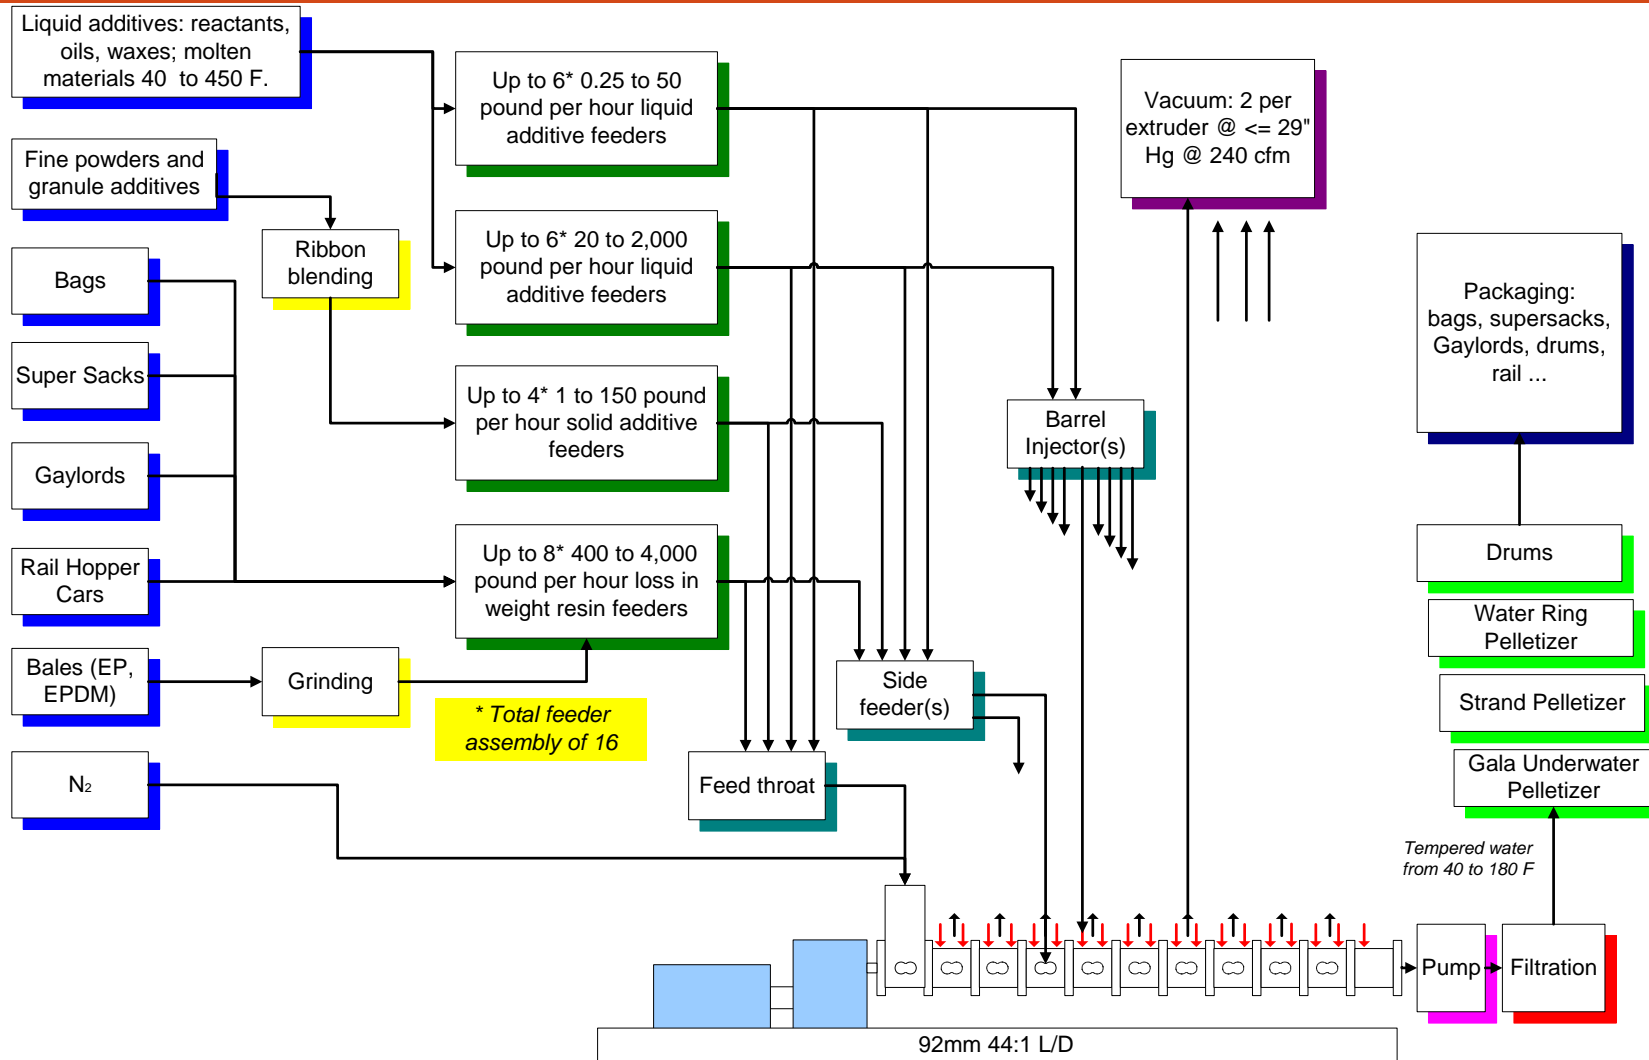 Liquid additives: reactants,
oils, waxes; molten
materials 40  to 450 F.
Fine powders and
granule additives
Bags
Super Sacks
Gaylords
Rail Hopper
Cars
Bales (EP,
EPDM)
N₂
Ribbon
blending
Grinding
Up to 6* 0.25 to 50
pound per hour liquid
additive feeders
Up to 6* 20 to 2,000
pound per hour liquid
additive feeders
Up to 4* 1 to 150 pound
per hour solid additive
feeders
Up to 8* 400 to 4,000
pound per hour loss in
weight resin feeders
* Total feeder
assembly of 16
Feed throat
Side
feeder(s)
Barrel
Injector(s)
Vacuum: 2 per
extruder @ <= 29"
Hg @ 240 cfm
Packaging:
bags, supersacks,
Gaylords, drums,
rail ...
Drums
Water Ring
Pelletizer
Strand Pelletizer
Gala Underwater
Pelletizer
Tempered water
from 40 to 180 F
Pump
Filtration
92mm 44:1 L/D